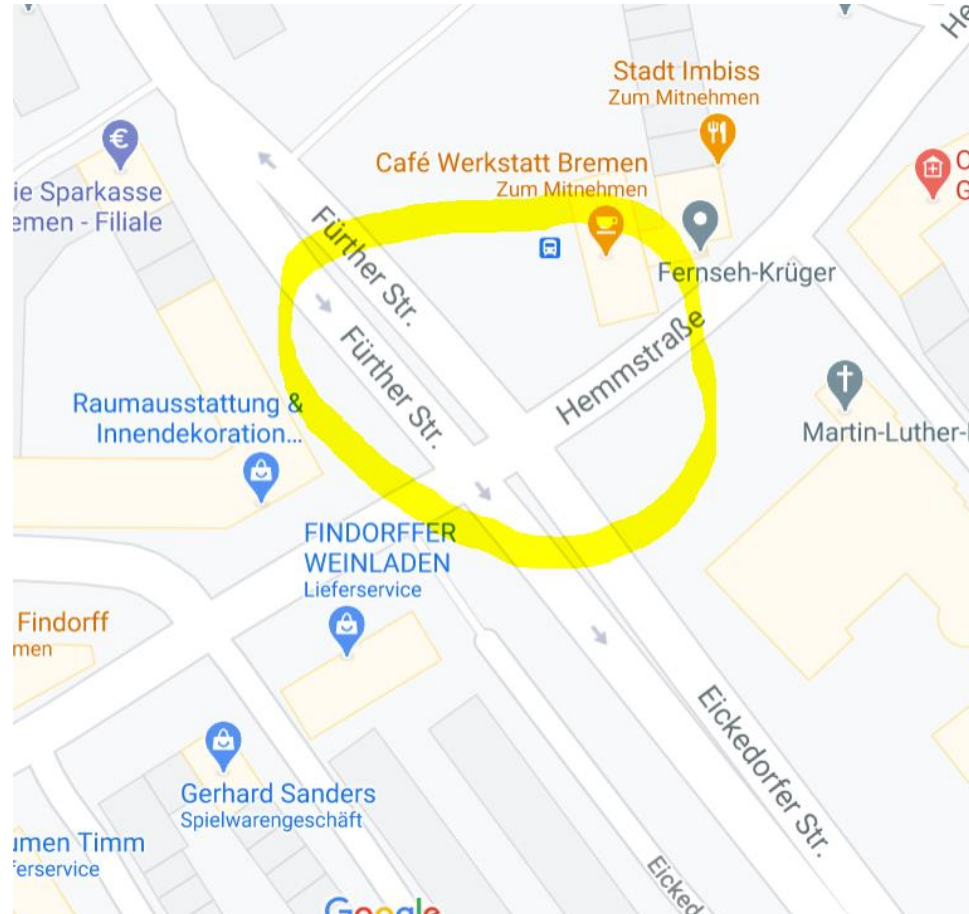 He
Stadt Imbiss
Zum Mitnehmen
Café Werkstatt Bremen
Zum Mitnehmen
ie Sparkasse
emen - Filiale
C
G
Fürther Str.
Fernseh-Krüger
Fürther Str.
Hemmstraße
Raumausstattung &
Innendekoration...
Martin-Luther-
FINDORFFER
WEINLADEN
Lieferservice
Findorff
men
Eickedorfer Str.
Gerhard Sanders
Spielwarengeschäft
umen Timm
ferservice
Eicked
Google